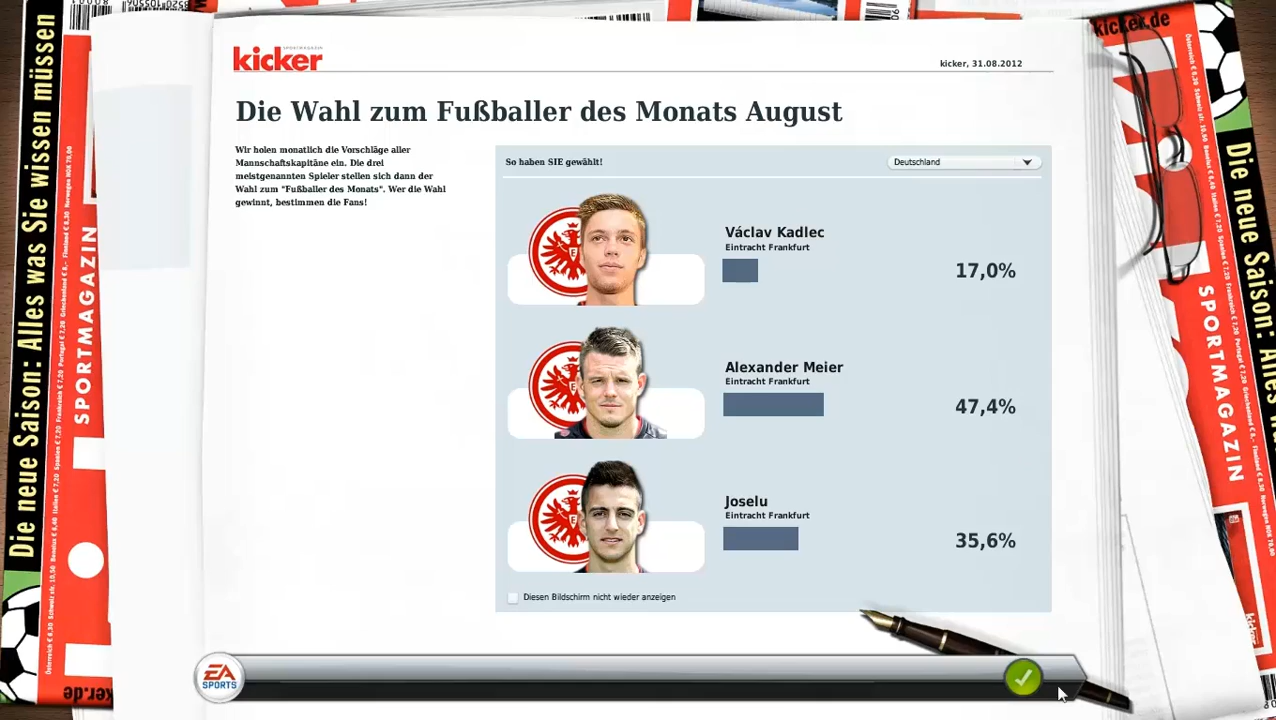 SPORTMAGAZIN
kicker
kicker, 31.08.2012
kicker.de
Die Wahl zum Fußballer des Monats August
Wir holen monatlich die Vorschläge aller
Mannschaftskapitäne ein. Die drei
meistgenannten Spieler stellen sich dann der
Wahl zum "Fußballer des Monats". Wer die Wahl
gewinnt, bestimmen die Fans!
So haben SIE gewählt!
Deutschland
Václav Kadlec
Eintracht Frankfurt
17,0%
Alexander Meier
Eintracht Frankfurt
47,4%
Joselu
Eintracht Frankfurt
35,6%
Diesen Bildschirm nicht wieder anzeigen
EA
SPORTS
Die neue Saison: Alles was Sie wissen müssen
SPORTMAGAZIN
Die neue Saison: Al
SPORTMAGAZIN
kicker